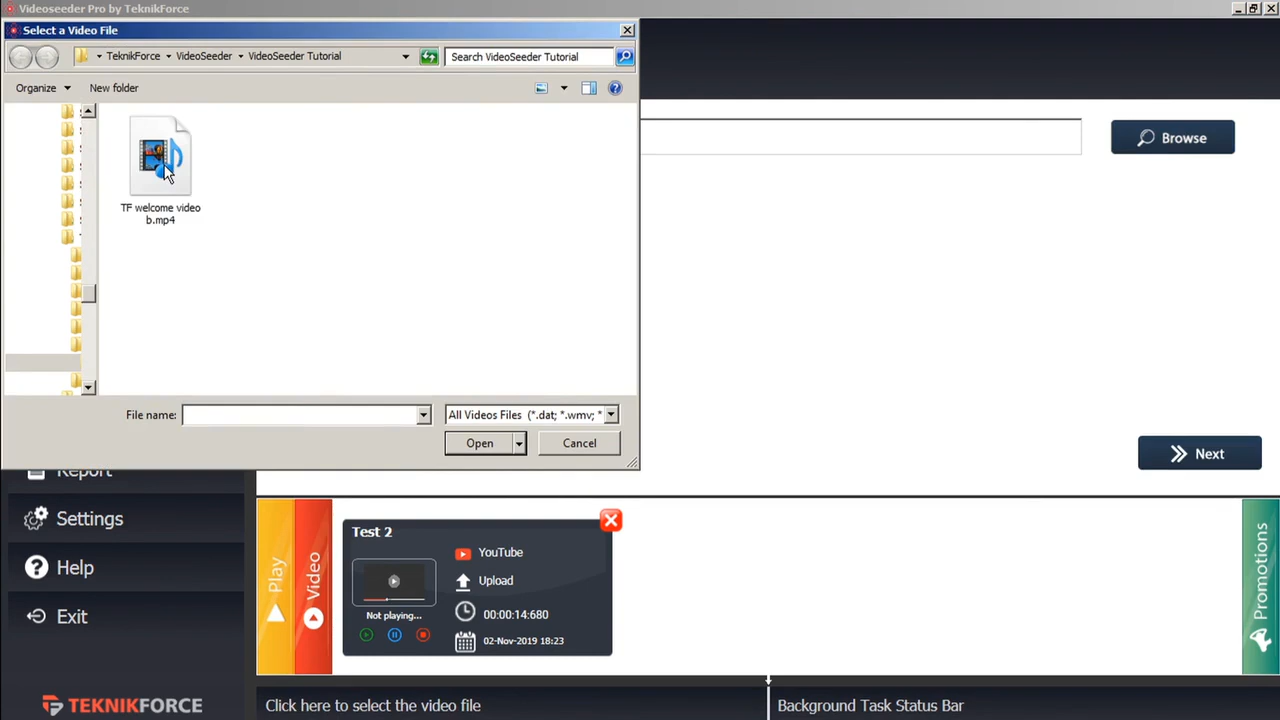 Videoseeder Pro by TeknikForce
Select a Video File
TeknikForce VideoSeeder VideoSeeder Tutorial
Search VideoSeeder Tutorial
Organize
New folder
Browse
TF welcome video
b.mp4
File name:
All Videos Files (*.dat; *.wmv; *
Open
Cancel
Next
Report
Settings
Help
Exit
Play
Video
Test 2
YouTube
Upload
Not playing...
00:00:14:680
02-Nov-2019 18:23
Promotions
TEKNIKFORCE
Click here to select the video file
Background Task Status Bar